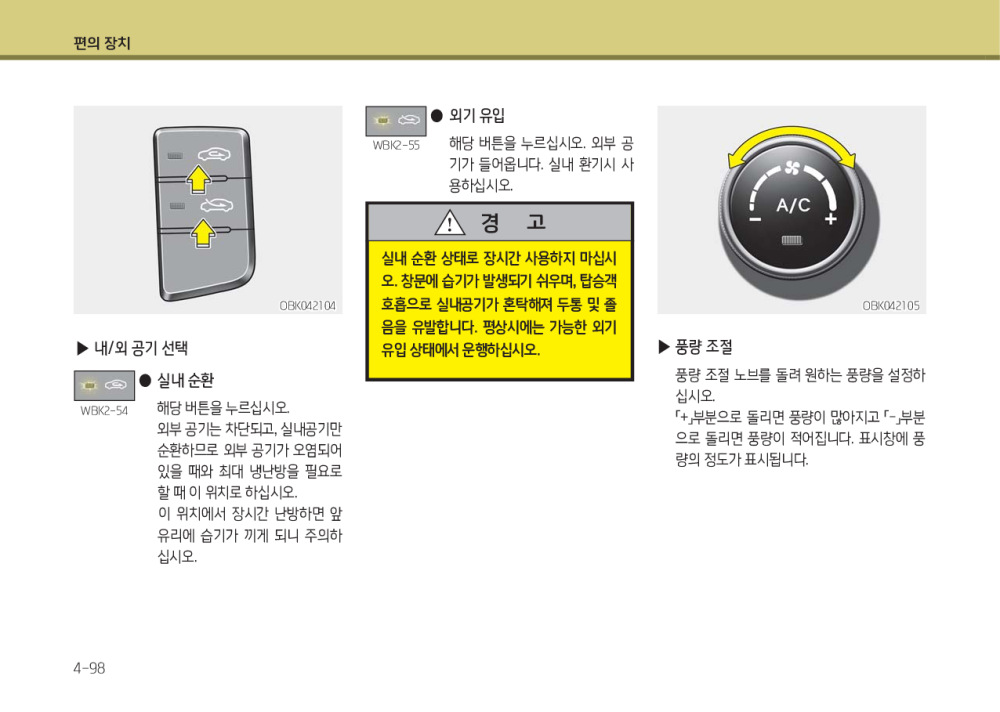 편의 장치
OBK042104
▶ 내/외 공기 선택
● 실내 순환
WBK2-54
해당 버튼을 누르십시오.
외부 공기는 차단되고, 실내공기만
순환하므로 외부 공기가 오염되어
있을 때와 최대 냉난방을 필요로
할 때 이 위치로 하십시오.
이 위치에서 장시간 난방하면 앞
유리에 습기가 끼게 되니 주의하
십시오.
● 외기 유입
WBK2-55
해당 버튼을 누르십시오. 외부 공
기가 들어옵니다. 실내 환기시 사
용하십시오.
경 고
실내 순환 상태로 장시간 사용하지 마십시
오. 창문에 습기가 발생되기 쉬우며, 탑승객
호흡으로 실내공기가 혼탁해져 두통 및 졸
음을 유발합니다. 평상시에는 가능한 외기
유입 상태에서 운행하십시오.
A/C
− +
OBK042105
▶ 풍량 조절
풍량 조절 노브를 돌려 원하는 풍량을 설정하
십시오.
「+」부분으로 돌리면 풍량이 많아지고 「-」부분
으로 돌리면 풍량이 적어집니다. 표시창에 풍
량의 정도가 표시됩니다.
4-98